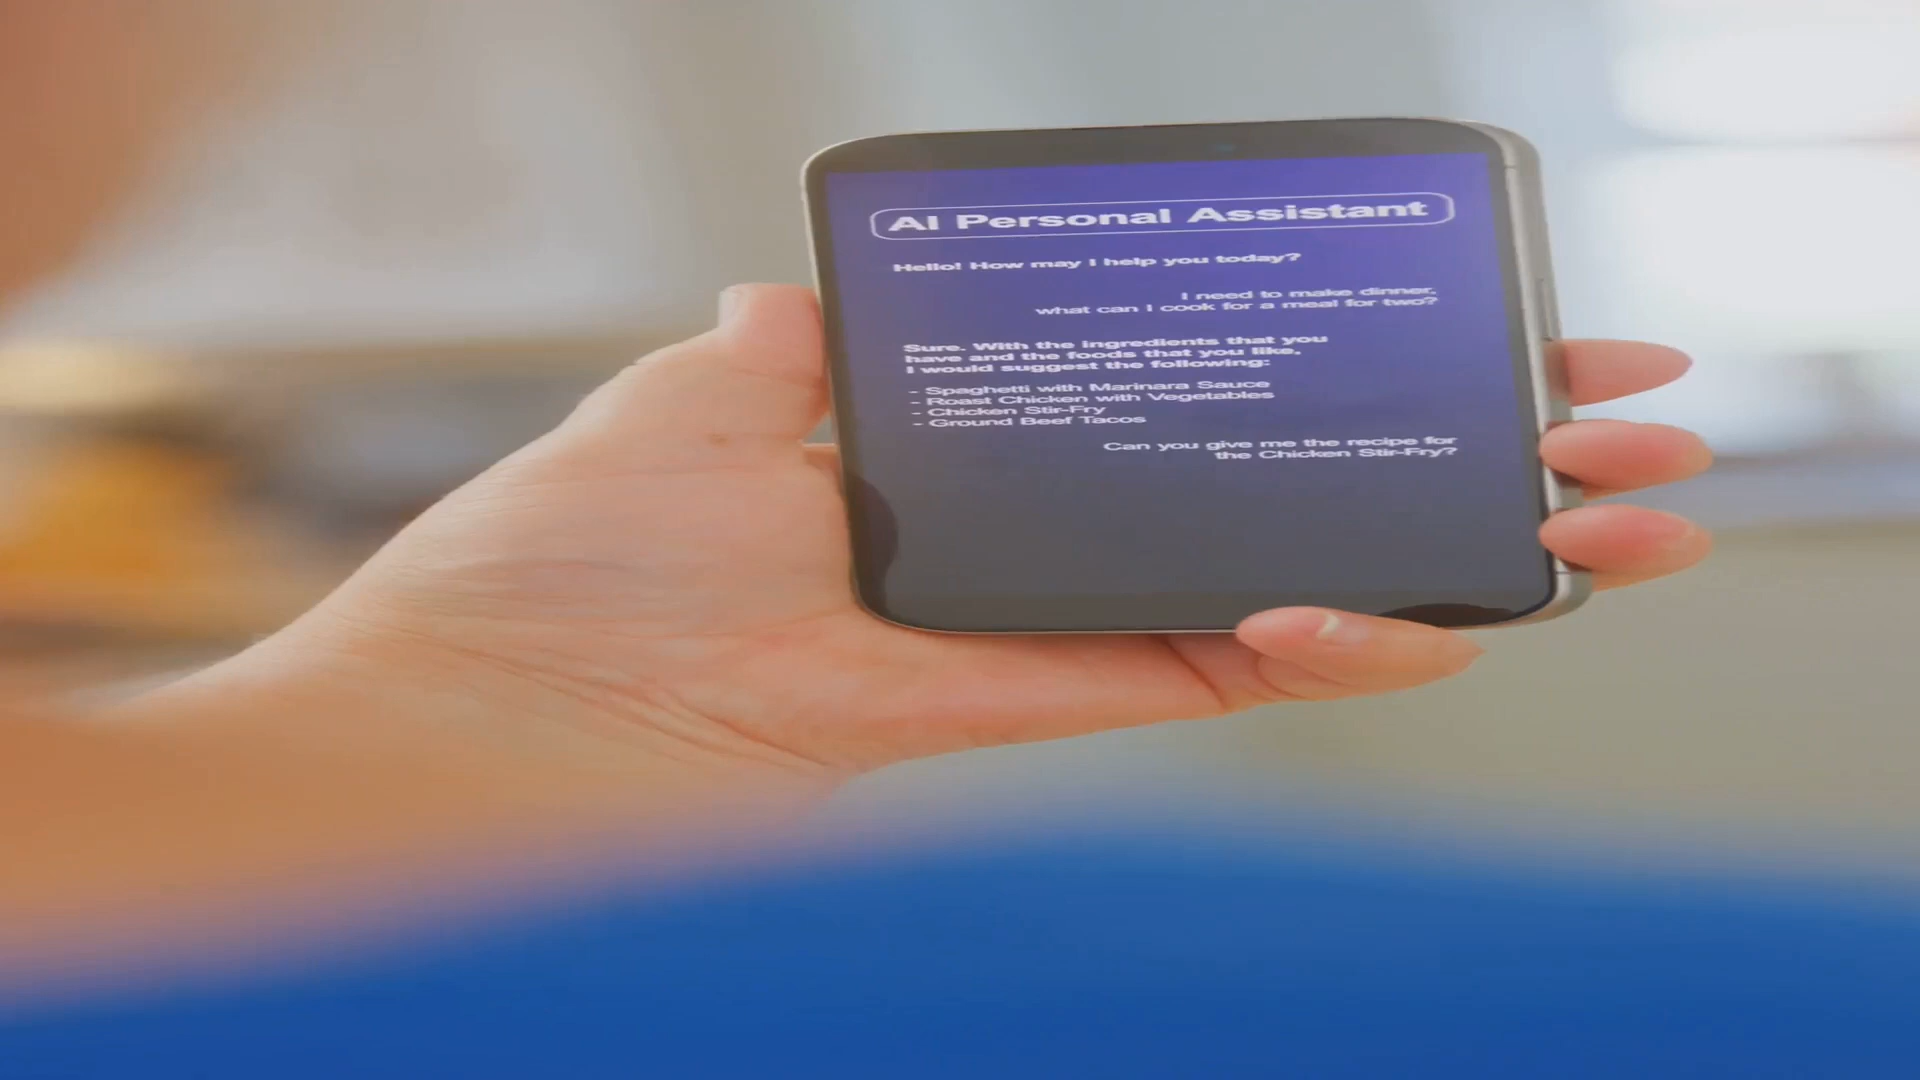 AI Personal Assistant
Hello! How may I help you today?
I need to make dinner,
what can I cook for a meal for two?
Sure. With the ingredients that you
have and the foods that you like,
I would suggest the following:
- Spaghetti with Marinara Sauce
- Roast Chicken with Vegetables
- Chicken Stir-Fry
- Ground Beef Tacos
Can you give me the recipe for
the Chicken Stir-Fry?